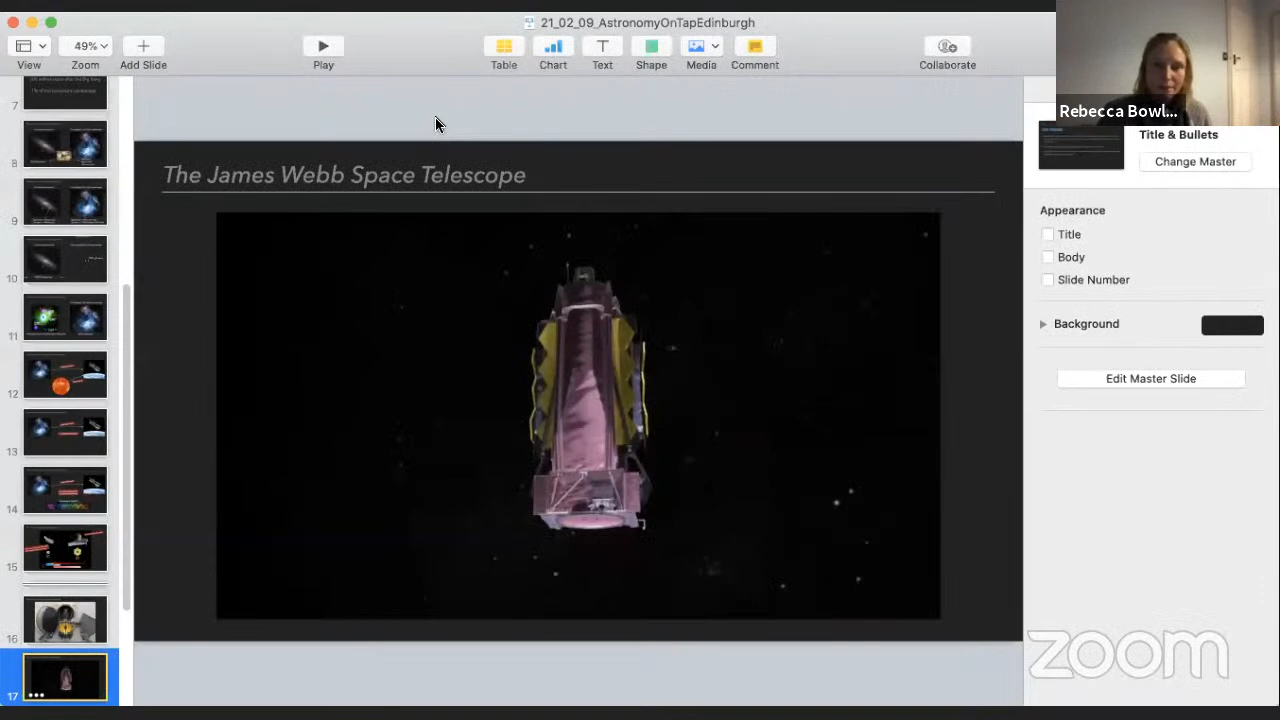 21_02_09_AstronomyOnTapEdinburgh
49%
View
Zoom
Add Slide
Play
Table
Chart
Text
Shape
Media
Comment
Collaborate
Rebecca Bowl...
7
8
9
10
11
12
13
14
15
16
17
The James Webb Space Telescope
Title & Bullets
Change Master
Appearance
Title
Body
Slide Number
Background
Edit Master Slide
zoom